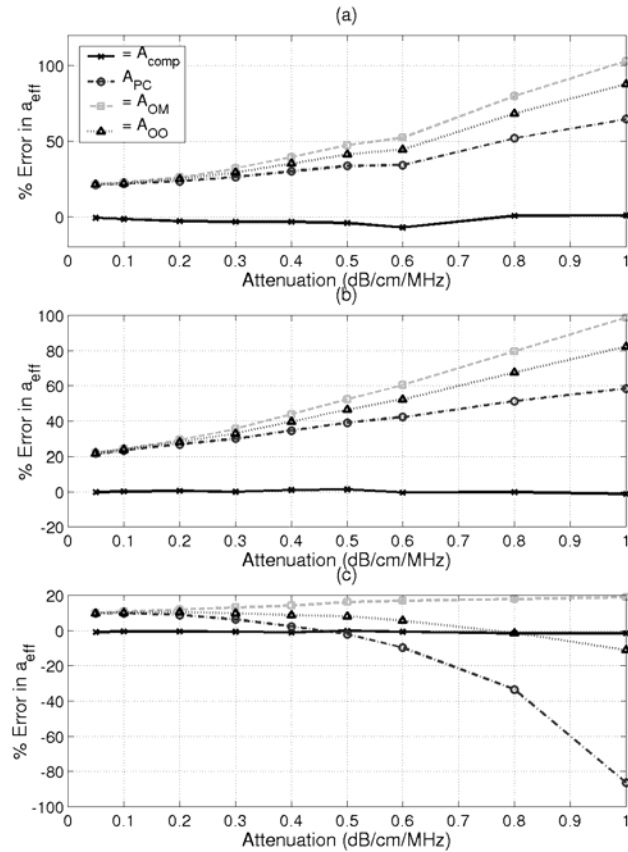 (a)
% Error in a_eff
100
50
0
= A_comp
A_PC
= A_OM
= A_OO
0 0.1 0.2 0.3 0.4 0.5 0.6 0.7 0.8 0.9 1
Attenuation (dB/cm/MHz)
(b)
% Error in a_eff
100
80
60
40
20
0
-20
0 0.1 0.2 0.3 0.4 0.5 0.6 0.7 0.8 0.9 1
Attenuation (dB/cm/MHz)
(c)
% Error in a_eff
20
0
-20
-40
-60
-80
-100
0 0.1 0.2 0.3 0.4 0.5 0.6 0.7 0.8 0.9 1
Attenuation (dB/cm/MHz)